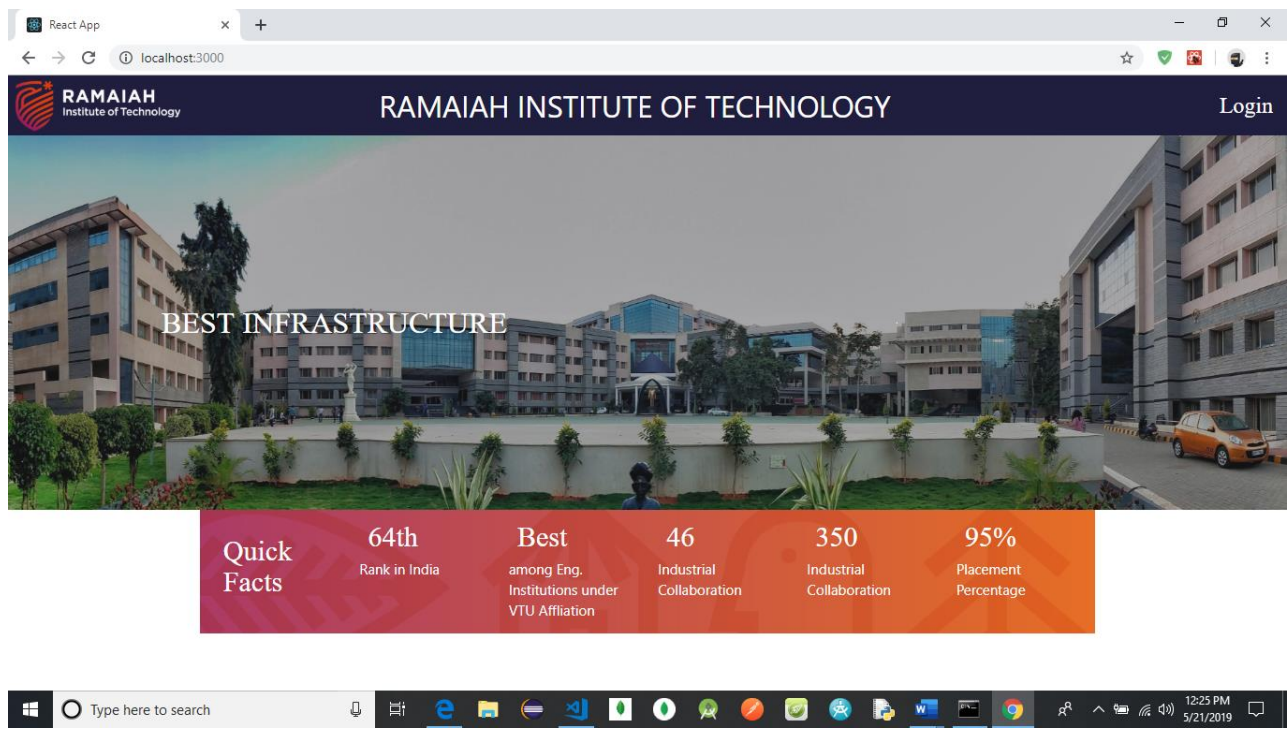 React App
localhost:3000
RAMAIAH
Institute of Technology
RAMAIAH INSTITUTE OF TECHNOLOGY
Login
BEST INFRASTRUCTURE
Quick
Facts
64th
Rank in India
Best
among Eng.
Institutions under
VTU Affliation
46
Industrial
Collaboration
350
Industrial
Collaboration
95%
Placement
Percentage
Type here to search
12:25 PM
5/21/2019